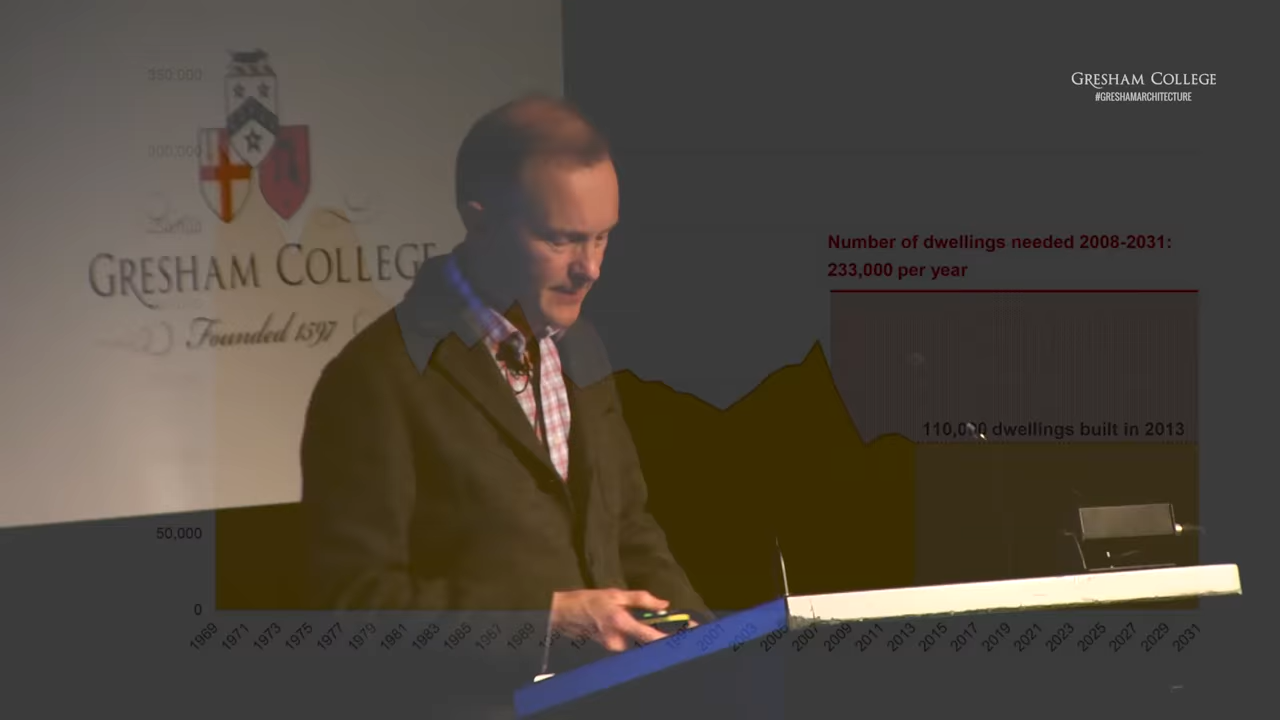 GRESHAM COLLEGE
#GRESHAMARCHITECTURE
350,000
300,000
GRESHAM COLLEGE
Founded 1597
Number of dwellings needed 2008-2031:
233,000 per year
110,000 dwellings built in 2013
50,000
0
1969 1971 1973 1975 1977 1979 1981 1983 1985 1987 1989 2001 2003 2005 2007 2009 2011 2013 2015 2017 2019 2021 2023 2025 2027 2029 2031